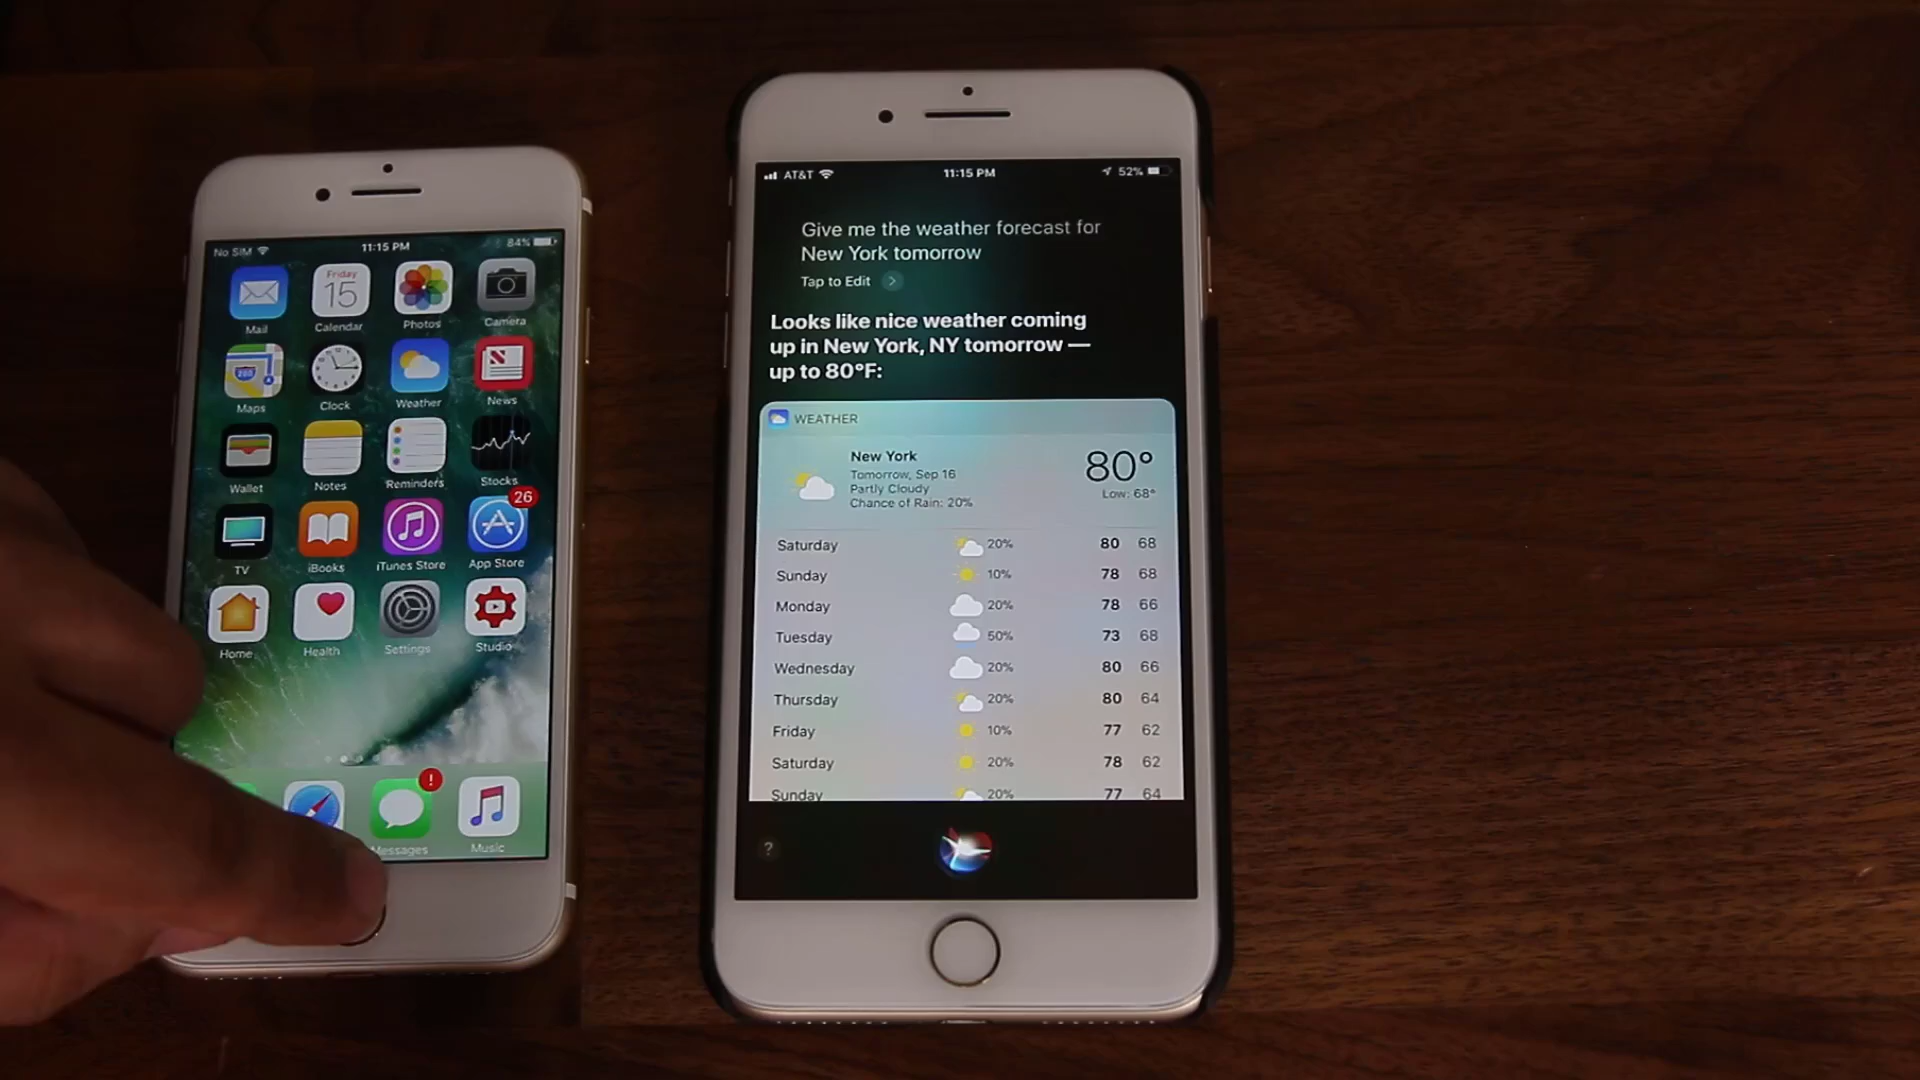 No SIM 11:15 PM 84%
Friday
15
Mail Calendar Photos Camera
280
Maps Clock Weather News
Wallet Notes Reminders Stocks
26
TV iBooks iTunes Store App Store
Home Health Settings Studio
!
Messages Music
AT&T 11:15 PM 52%
Give me the weather forecast for
New York tomorrow
Tap to Edit >
Looks like nice weather coming
up in New York, NY tomorrow —
up to 80°F:
WEATHER
New York
Tomorrow, Sep 16
Partly Cloudy
Chance of Rain: 20%
80°
Low: 68°
Saturday 20% 80 68
Sunday 10% 78 68
Monday 20% 78 66
Tuesday 50% 73 68
Wednesday 20% 80 66
Thursday 20% 80 64
Friday 10% 77 62
Saturday 20% 78 62
Sunday 20% 77 64
?